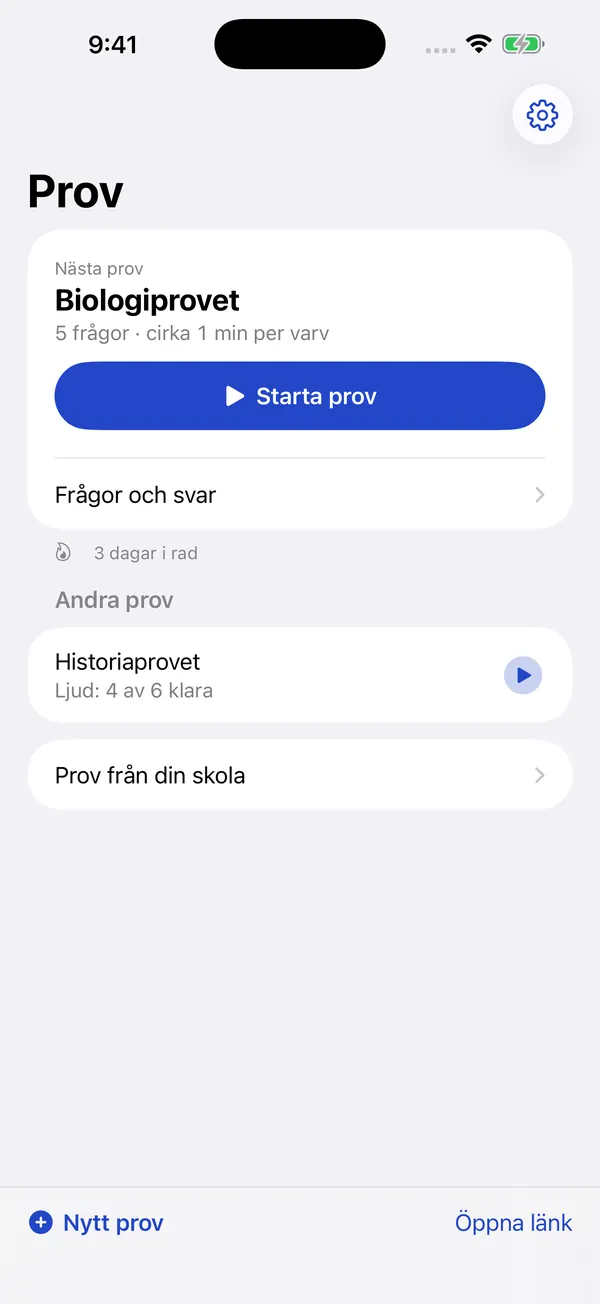 9:41
Prov
Nästa prov
Biologiprovet
5 frågor · cirka 1 min per varv
Starta prov
Frågor och svar
3 dagar i rad
Andra prov
Historiaprovet
Ljud: 4 av 6 klara
Prov från din skola
Nytt prov
Öppna länk